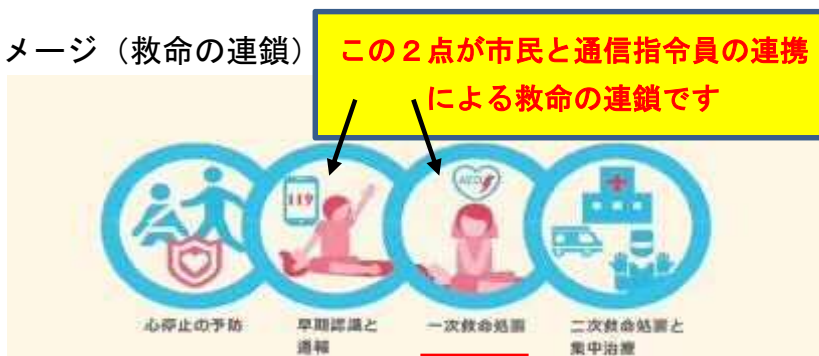 メージ（救命の連鎖）
この２点が市民と通信指令員の連携
による救命の連鎖です
119
AED
心停止の予防
早期認識と
通報
一次救命処置
二次救命処置と
集中治療